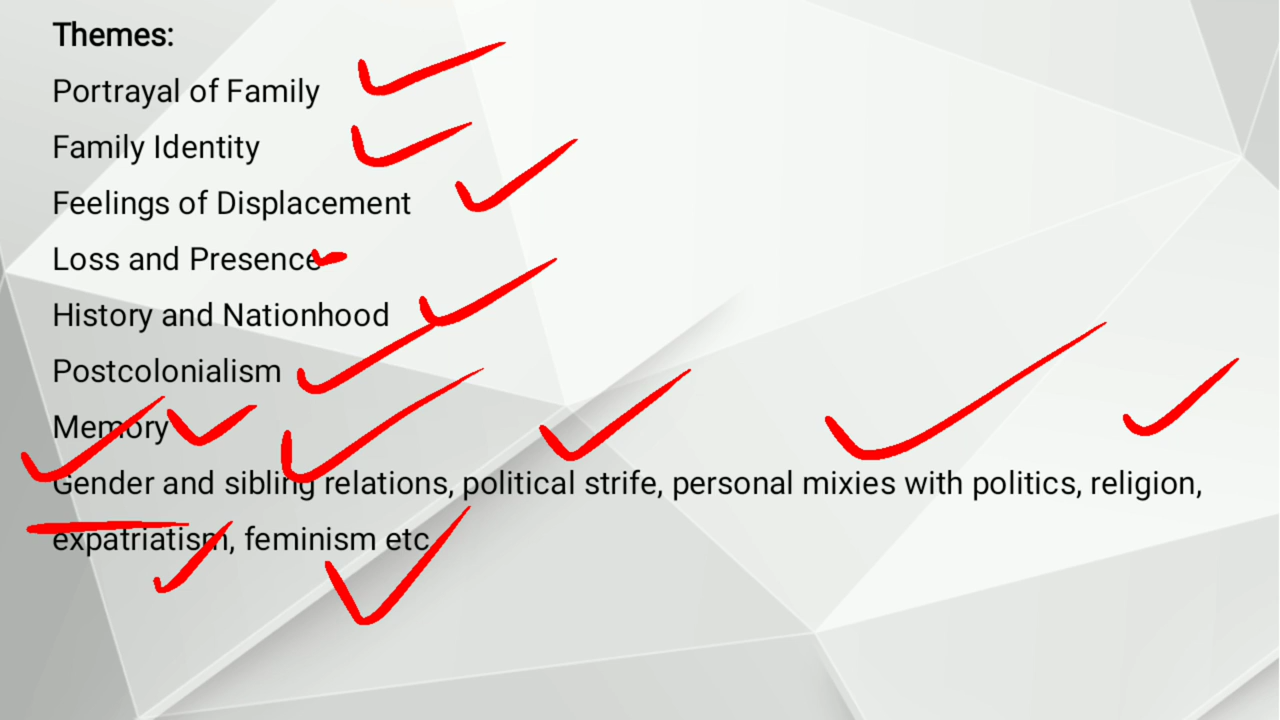 Themes:
Portrayal of Family
Family Identity
Feelings of Displacement
Loss and Presence
History and Nationhood
Postcolonialism
Memory
Gender and sibling relations, political strife, personal mixies with politics, religion,
expatriatism, feminism etc